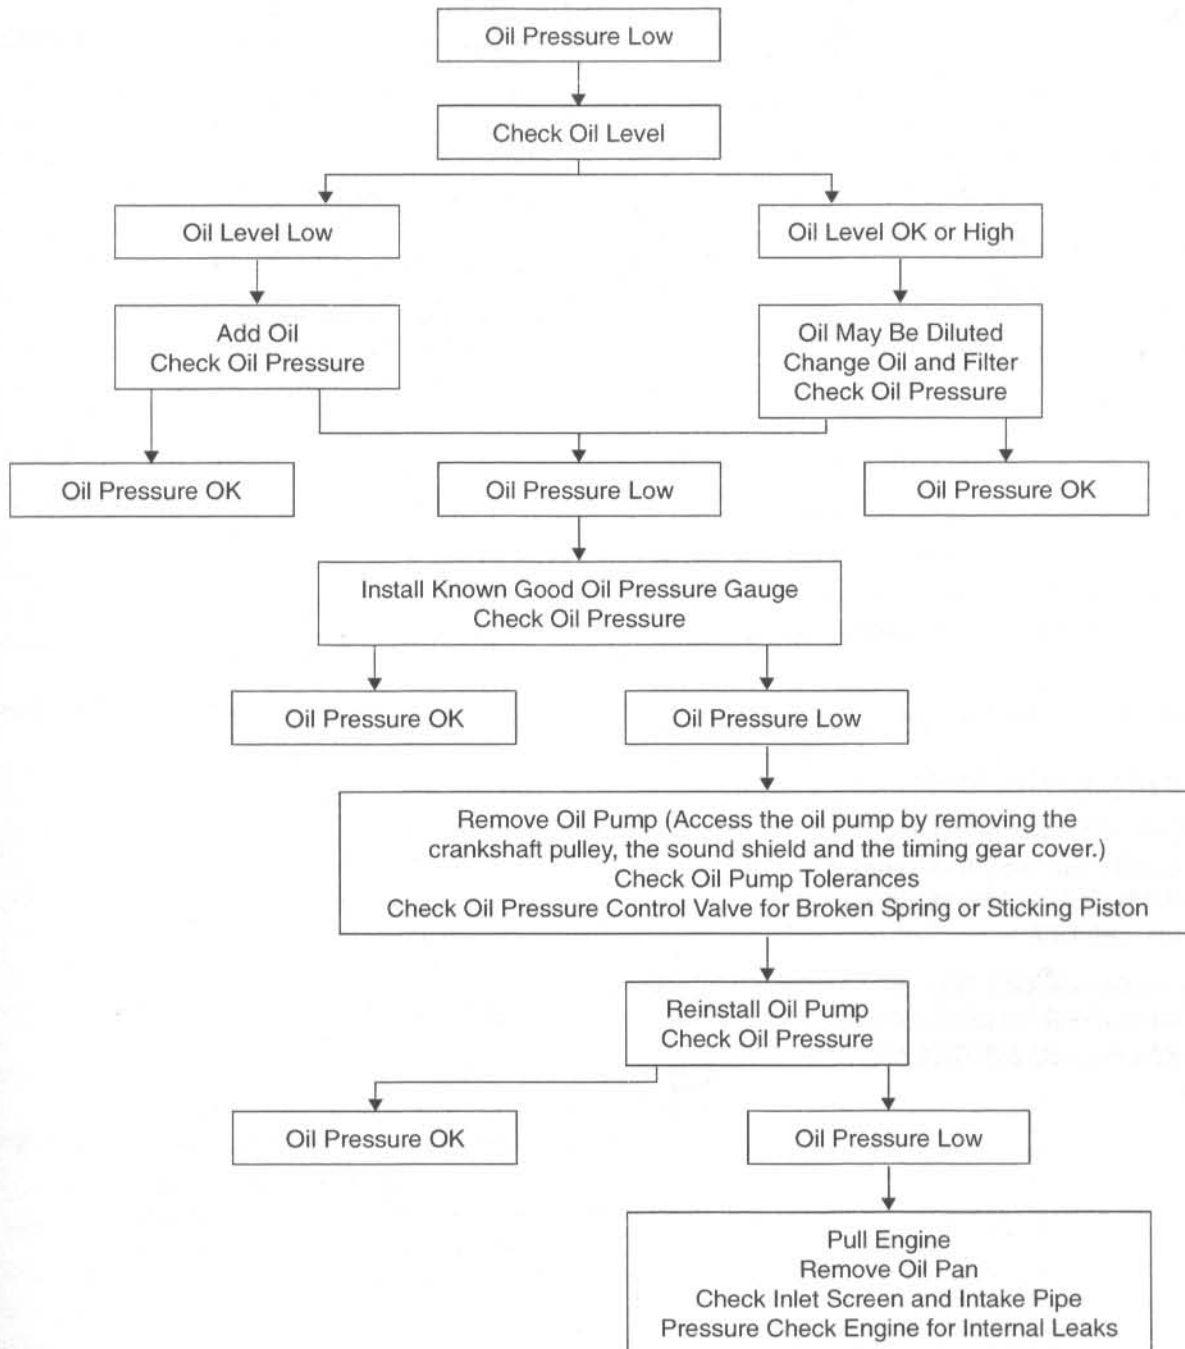 Oil Pressure Low
Check Oil Level
Oil Level Low
Oil Level OK or High
Add Oil
Check Oil Pressure
Oil May Be Diluted
Change Oil and Filter
Check Oil Pressure
Oil Pressure OK
Oil Pressure Low
Oil Pressure OK
Install Known Good Oil Pressure Gauge
Check Oil Pressure
Oil Pressure OK
Oil Pressure Low
Remove Oil Pump (Access the oil pump by removing the
crankshaft pulley, the sound shield and the timing gear cover.)
Check Oil Pump Tolerances
Check Oil Pressure Control Valve for Broken Spring or Sticking Piston
Reinstall Oil Pump
Check Oil Pressure
Oil Pressure OK
Oil Pressure Low
Pull Engine
Remove Oil Pan
Check Inlet Screen and Intake Pipe
Pressure Check Engine for Internal Leaks